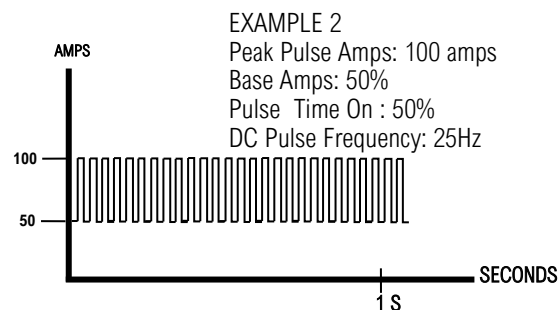 EXAMPLE 2
Peak Pulse Amps: 100 amps
Base Amps: 50%
Pulse Time On : 50%
DC Pulse Frequency: 25Hz
AMPS
100
50
SECONDS
1 S